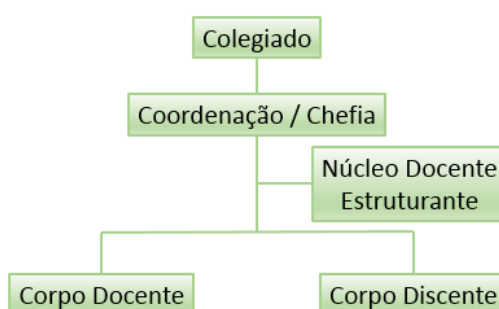 Colegiado
Coordenação / Chefia
Núcleo Docente
Estruturante
Corpo Docente
Corpo Discente